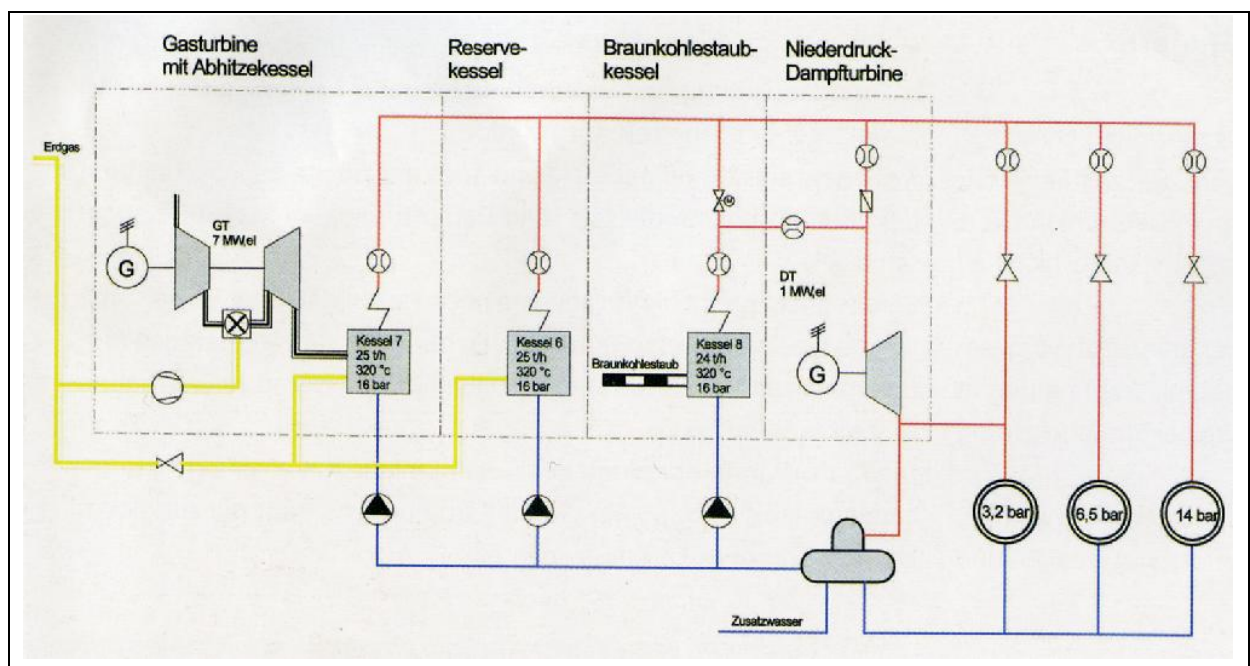 Gasturbine
mit Abhitzekessel
Reserve-
kessel
Braunkohlestaub-
kessel
Niederdruck-
Dampfturbine
Erdgas
GT
7 MW,el
G
DT
1 MW,el
G
M
Kessel 7
25 t/h
320 °c
16 bar
Kessel 6
25 t/h
320 °c
16 bar
Braunkohlestaub
Kessel 8
24 t/h
320 °c
16 bar
3,2 bar
6,5 bar
14 bar
Zusatzwasser